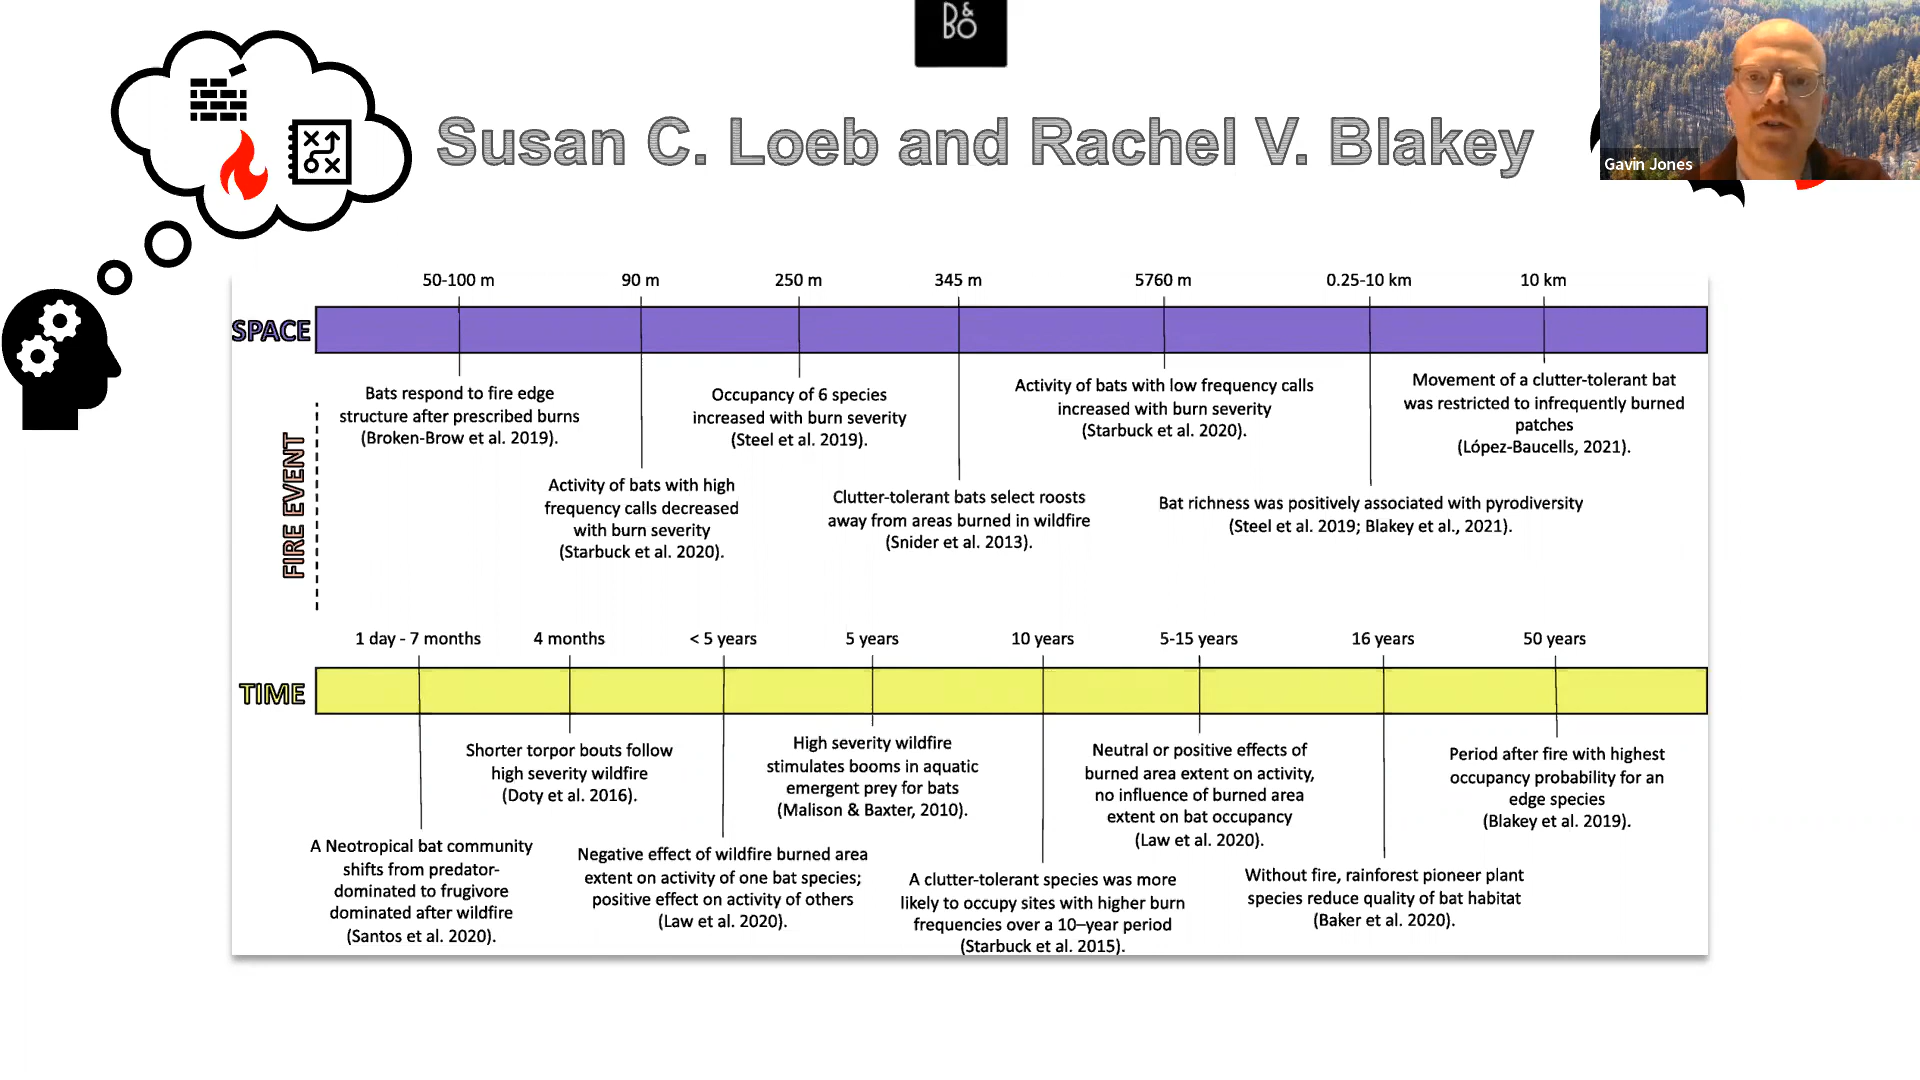 B&O
Susan C. Loeb and Rachel V. Blakey
Gavin Jones
50-100 m
90 m
250 m
345 m
5760 m
0.25-10 km
10 km
SPACE
Bats respond to fire edge
structure after prescribed burns
(Broken-Brow et al. 2019).
Activity of bats with high
frequency calls decreased
with burn severity
(Starbuck et al. 2020).
Occupancy of 6 species
increased with burn severity
(Steel et al. 2019).
Clutter-tolerant bats select roosts
away from areas burned in wildfire
(Snider et al. 2013).
Activity of bats with low frequency calls
increased with burn severity
(Starbuck et al. 2020).
Bat richness was positively associated with pyrodiversity
(Steel et al. 2019; Blakey et al., 2021).
Movement of a clutter-tolerant bat
was restricted to infrequently burned
patches
(López-Baucells, 2021).
FIRE EVENT
1 day - 7 months
4 months
< 5 years
5 years
10 years
5-15 years
16 years
50 years
TIME
A Neotropical bat community
shifts from predator-
dominated to frugivore
dominated after wildfire
(Santos et al. 2020).
Shorter torpor bouts follow
high severity wildfire
(Doty et al. 2016).
Negative effect of wildfire burned area
extent on activity of one bat species;
positive effect on activity of others
(Law et al. 2020).
High severity wildfire
stimulates booms in aquatic
emergent prey for bats
(Malison & Baxter, 2010).
A clutter-tolerant species was more
likely to occupy sites with higher burn
frequencies over a 10–year period
(Starbuck et al. 2015).
Neutral or positive effects of
burned area extent on activity,
no influence of burned area
extent on bat occupancy
(Law et al. 2020).
Without fire, rainforest pioneer plant
species reduce quality of bat habitat
(Baker et al. 2020).
Period after fire with highest
occupancy probability for an
edge species
(Blakey et al. 2019).